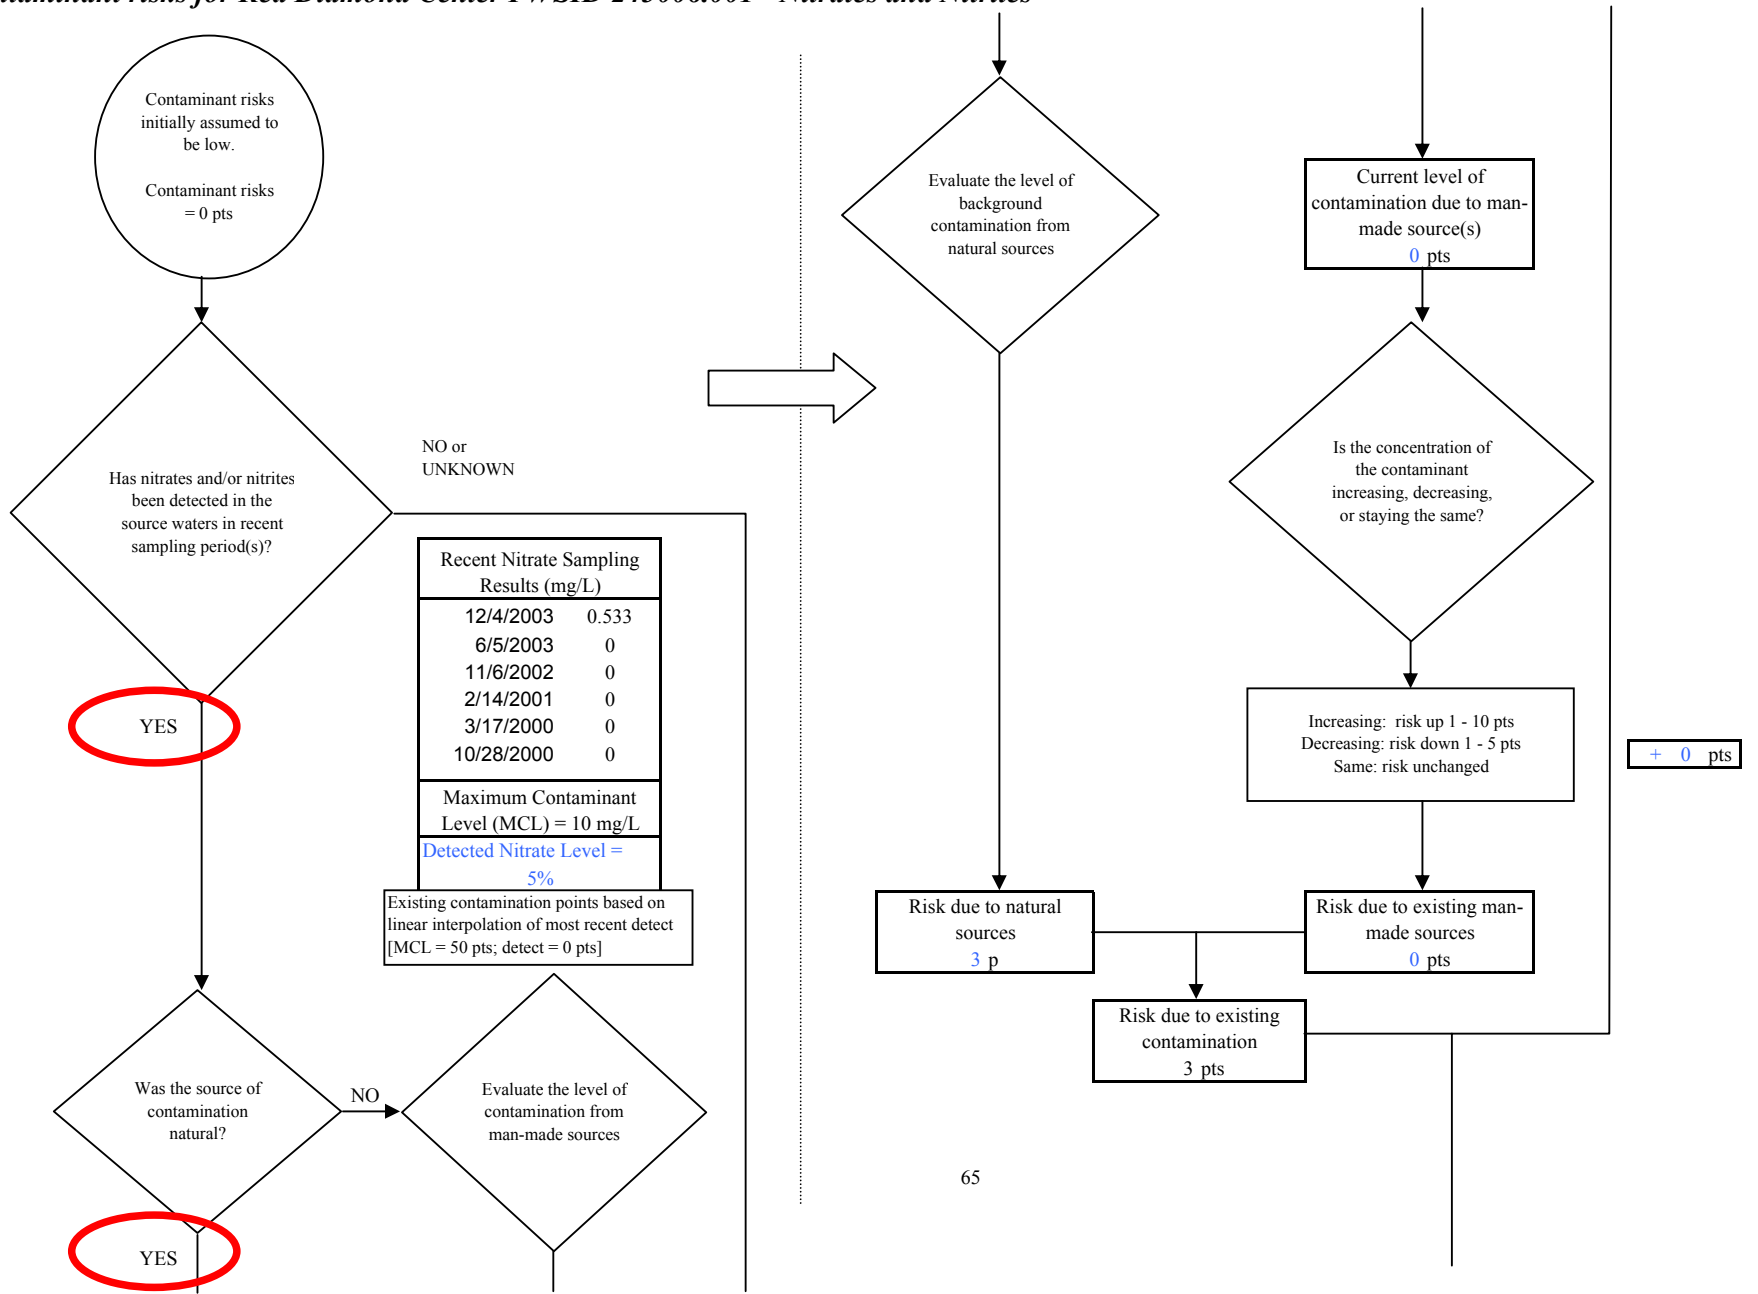 Contaminant risks
initially assumed to
be low.
Contaminant risks
= 0 pts
Has nitrates and/or nitrites
been detected in the
source waters in recent
sampling period(s)?
NO or
UNKNOWN
YES
Recent Nitrate Sampling
Results (mg/L)
12/4/2003 0.533
6/5/2003 0
11/6/2002 0
2/14/2001 0
3/17/2000 0
10/28/2000 0
Maximum Contaminant
Level (MCL) = 10 mg/L
Detected Nitrate Level =
5%
Existing contamination points based on
linear interpolation of most recent detect
[MCL = 50 pts; detect = 0 pts]
Was the source of
contamination
natural?
NO
YES
Evaluate the level of
contamination from
man-made sources
Evaluate the level of
background
contamination from
natural sources
Current level of
contamination due to man-
made source(s)
0 pts
Is the concentration of
the contaminant
increasing, decreasing,
or staying the same?
Increasing: risk up 1 - 10 pts
Decreasing: risk down 1 - 5 pts
Same: risk unchanged
+ 0 pts
Risk due to natural
sources
3 p
Risk due to existing man-
made sources
0 pts
Risk due to existing
contamination
3 pts
65